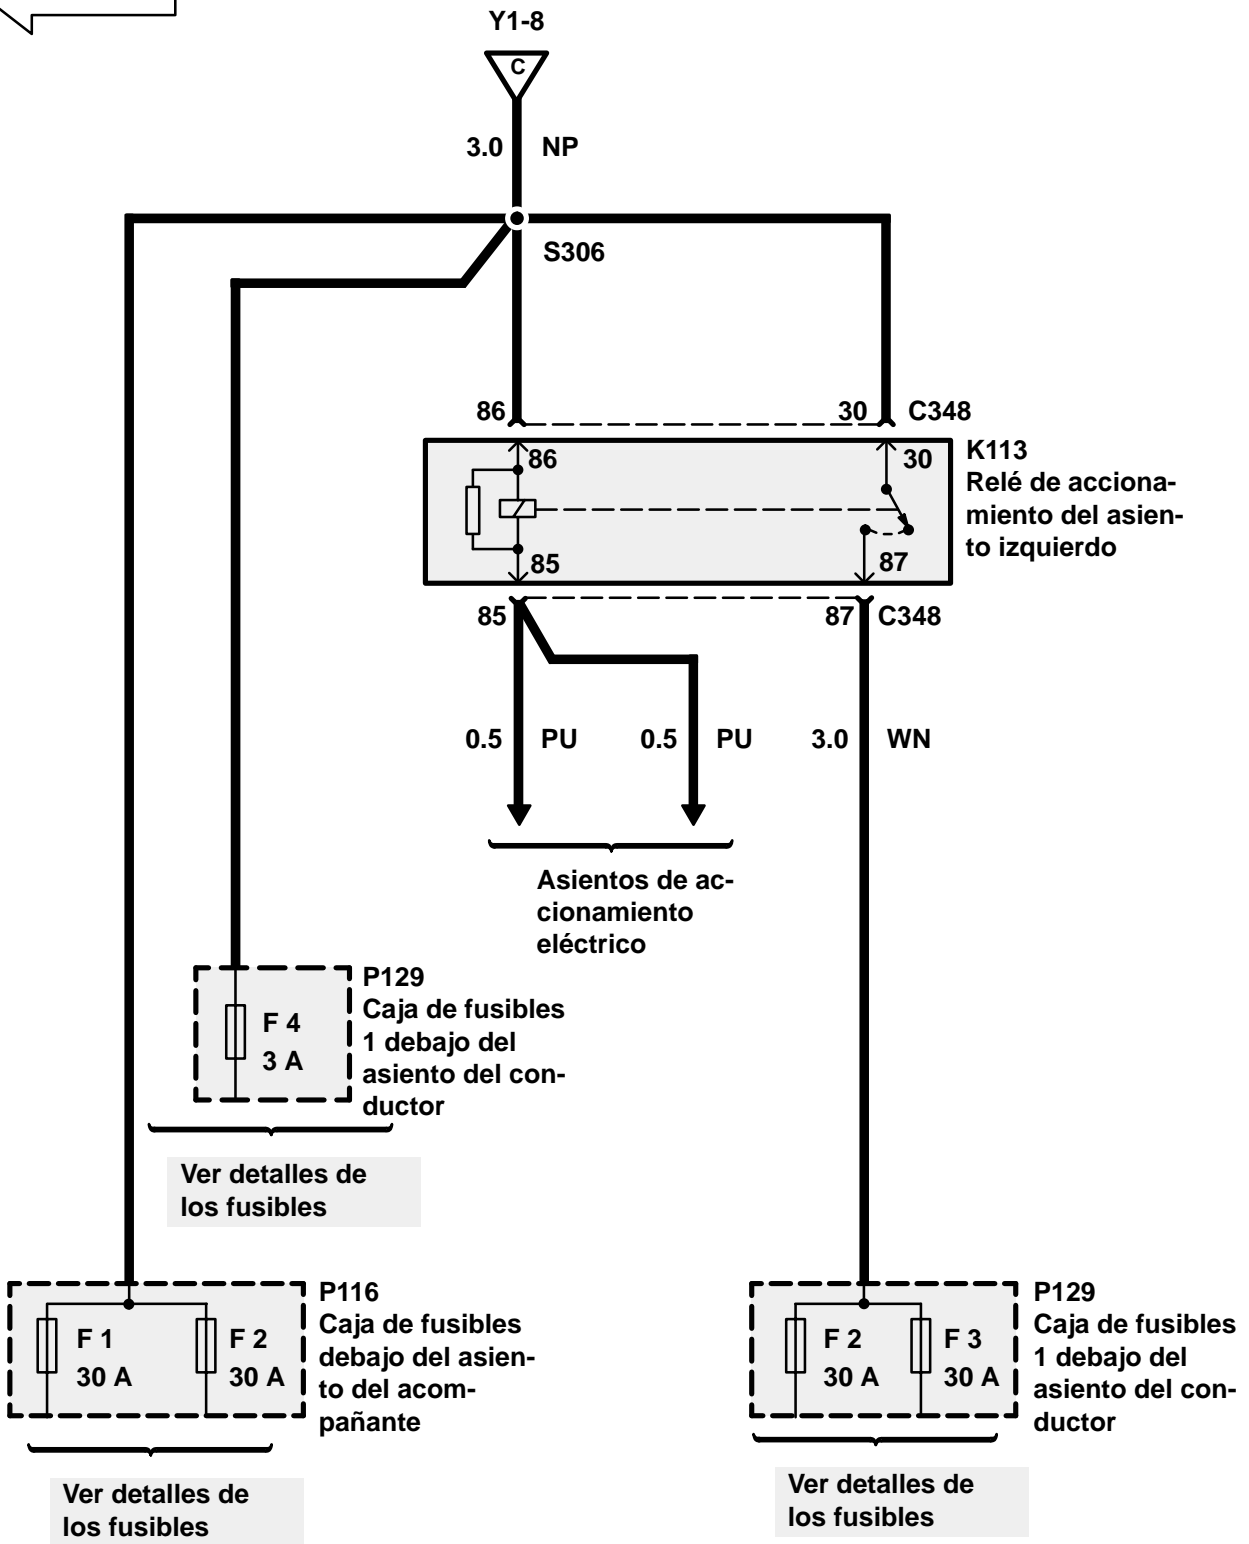 Y1-8
C
3.0 NP
S306
86 30 C348
86 30
K113
Relé de acciona-
miento del asien-
to izquierdo
85 87
85 87 C348
0.5 PU 0.5 PU 3.0 WN
Asientos de ac-
cionamiento
eléctrico
F 4
3 A
P129
Caja de fusibles
1 debajo del
asiento del con-
ductor
Ver detalles de
los fusibles
F 1
30 A
F 2
30 A
P116
Caja de fusibles
debajo del asien-
to del acom-
pañante
Ver detalles de
los fusibles
F 2
30 A
F 3
30 A
P129
Caja de fusibles
1 debajo del
asiento del con-
ductor
Ver detalles de
los fusibles